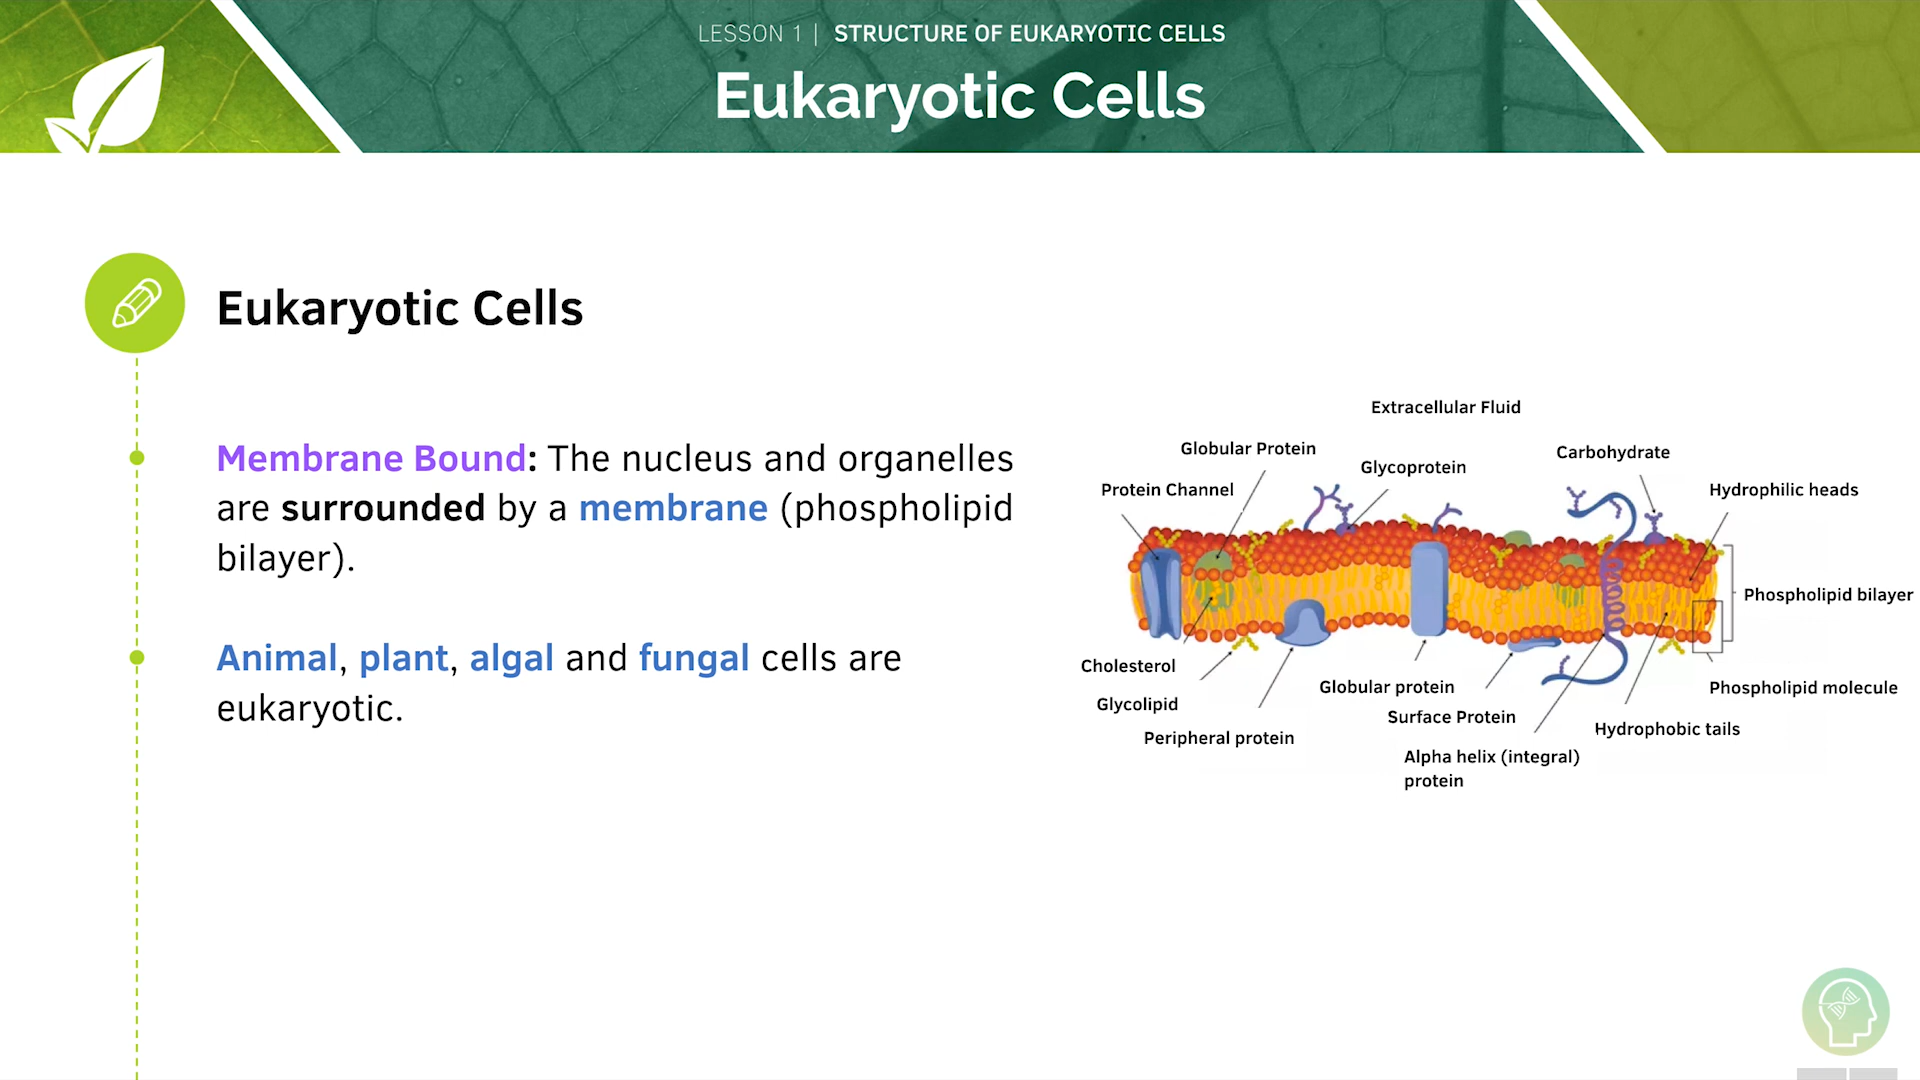 LESSON 1 | STRUCTURE OF EUKARYOTIC CELLS
Eukaryotic Cells
Eukaryotic Cells
Membrane Bound: The nucleus and organelles
are surrounded by a membrane (phospholipid
bilayer).
Animal, plant, algal and fungal cells are
eukaryotic.
Extracellular Fluid
Globular Protein
Glycoprotein
Carbohydrate
Protein Channel
Hydrophilic heads
Phospholipid bilayer
Cholesterol
Globular protein
Phospholipid molecule
Glycolipid
Surface Protein
Hydrophobic tails
Peripheral protein
Alpha helix (integral)
protein